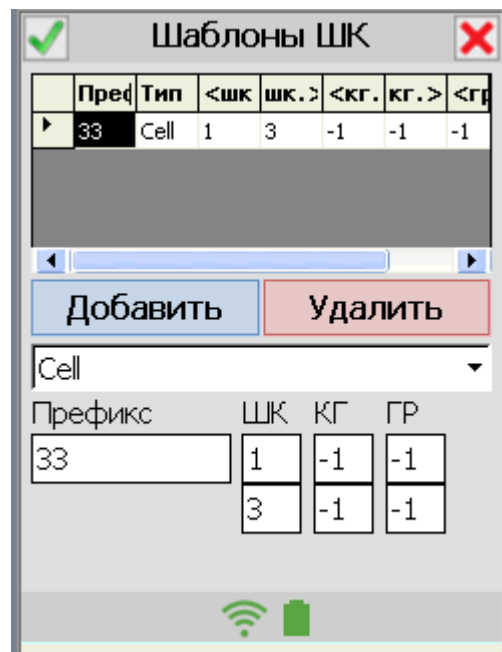 Шаблоны ШК
Преф Тип <шк шк.> <кг. кг.> <гр
33 Cell 1 3 -1 -1 -1
Добавить Удалить
Cell
Префикс ШК КГ ГР
33 1 -1 -1
3 -1 -1